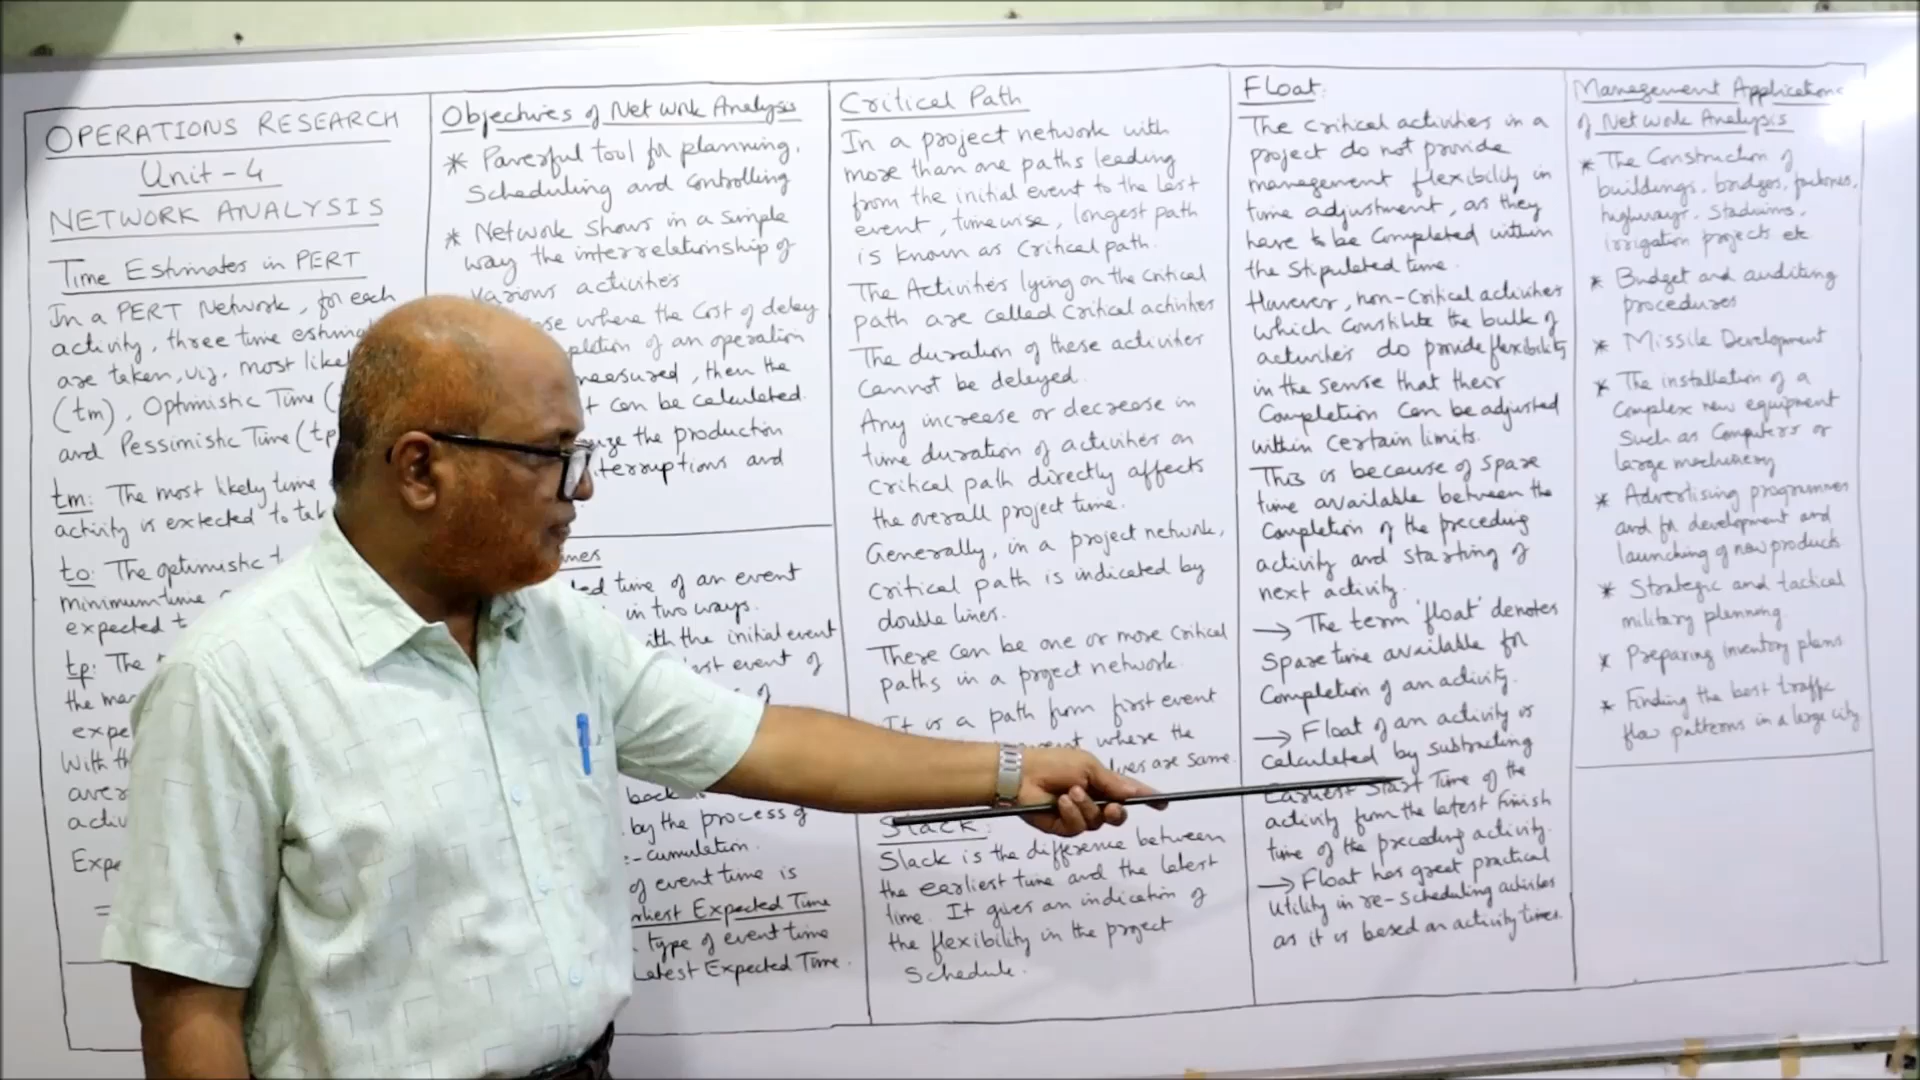 OPERATIONS RESEARCH
Unit-4
NETWORK ANALYSIS
Time Estimates in PERT
In a PERT Network, for each
activity, three time
are taken, viz, most
(tm), Optimistic Time
and Pessimistic Time (tp
tm: The most likely time
activity is extected to
to: The optimistic
minimum time
expected
tp: The
the
With
Objectives of Network Analysis
* Powerful tool for planning,
Scheduling and Controlling
* Network shows in a simple
way the interrelationship of
various activities
where the cost of delay
of an operation
measured, then the
can be calculated.
the production
and
time of an event
in two ways.
with the initial event
last event of
of
back
by the process of
-cumulation.
of event time is
Expected Time
type of event time
Latest Expected Time.
Critical Path
In a project network with
more than one paths leading
from the initial event to the last
event, timewise, longest path
is known as Critical path.
The Activities lying on the critical
path are called critical activities
The duration of these activities
cannot be delayed.
Any increase or decrease in
time duration of activities on
critical path directly affects
the overall project time.
Generally, in a project network,
critical path is indicated by
double lines.
There can be one or more critical
paths in a project network.
It is a path from first event
where the
are same.
Slack:
Slack is the difference between
the earliest time and the latest
time. It gives an indication of
the flexibility in the project
Schedule.
Float:
The critical activities in a
project do not provide
management flexibility in
time adjustment, as they
have to be completed within
the stipulated time.
However, non-critical activities
which constitute the bulk of
activities do provide flexibility
in the sense that their
completion can be adjusted
within certain limits.
This is because of spare
time available between the
completion of the preceding
activity and starting of
next activity.
→ The term 'float' denotes
spare time available for
completion of an activity.
→ Float of an activity is
calculated by subtracting
Earliest Start Time of the
activity from the latest Finish
time of the preceding activity.
→ Float has great practical
utility in re-scheduling activities
as it is based on activity times.
Management Applications
of Network Analysis
* The Construction of
buildings, bridges, factories,
highways, stadiums,
irrigation projects etc
* Budget and auditing
procedures
* Missile Development
* The installation of a
complex new equipment
Such as Computers or
large machinery
* Advertising programmes
and for development and
launching of new products
* Strategic and tactical
military planning
* Preparing inventory plans
* Finding the best traffic
flow patterns in a large city